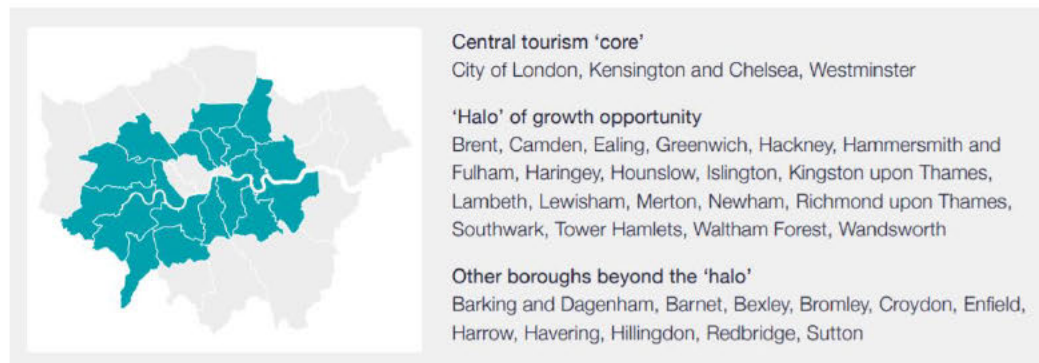 Central tourism ‘core’
City of London, Kensington and Chelsea, Westminster
‘Halo’ of growth opportunity
Brent, Camden, Ealing, Greenwich, Hackney, Hammersmith and
Fulham, Haringey, Hounslow, Islington, Kingston upon Thames,
Lambeth, Lewisham, Merton, Newham, Richmond upon Thames,
Southwark, Tower Hamlets, Waltham Forest, Wandsworth
Other boroughs beyond the ‘halo’
Barking and Dagenham, Barnet, Bexley, Bromley, Croydon, Enfield,
Harrow, Havering, Hillingdon, Redbridge, Sutton